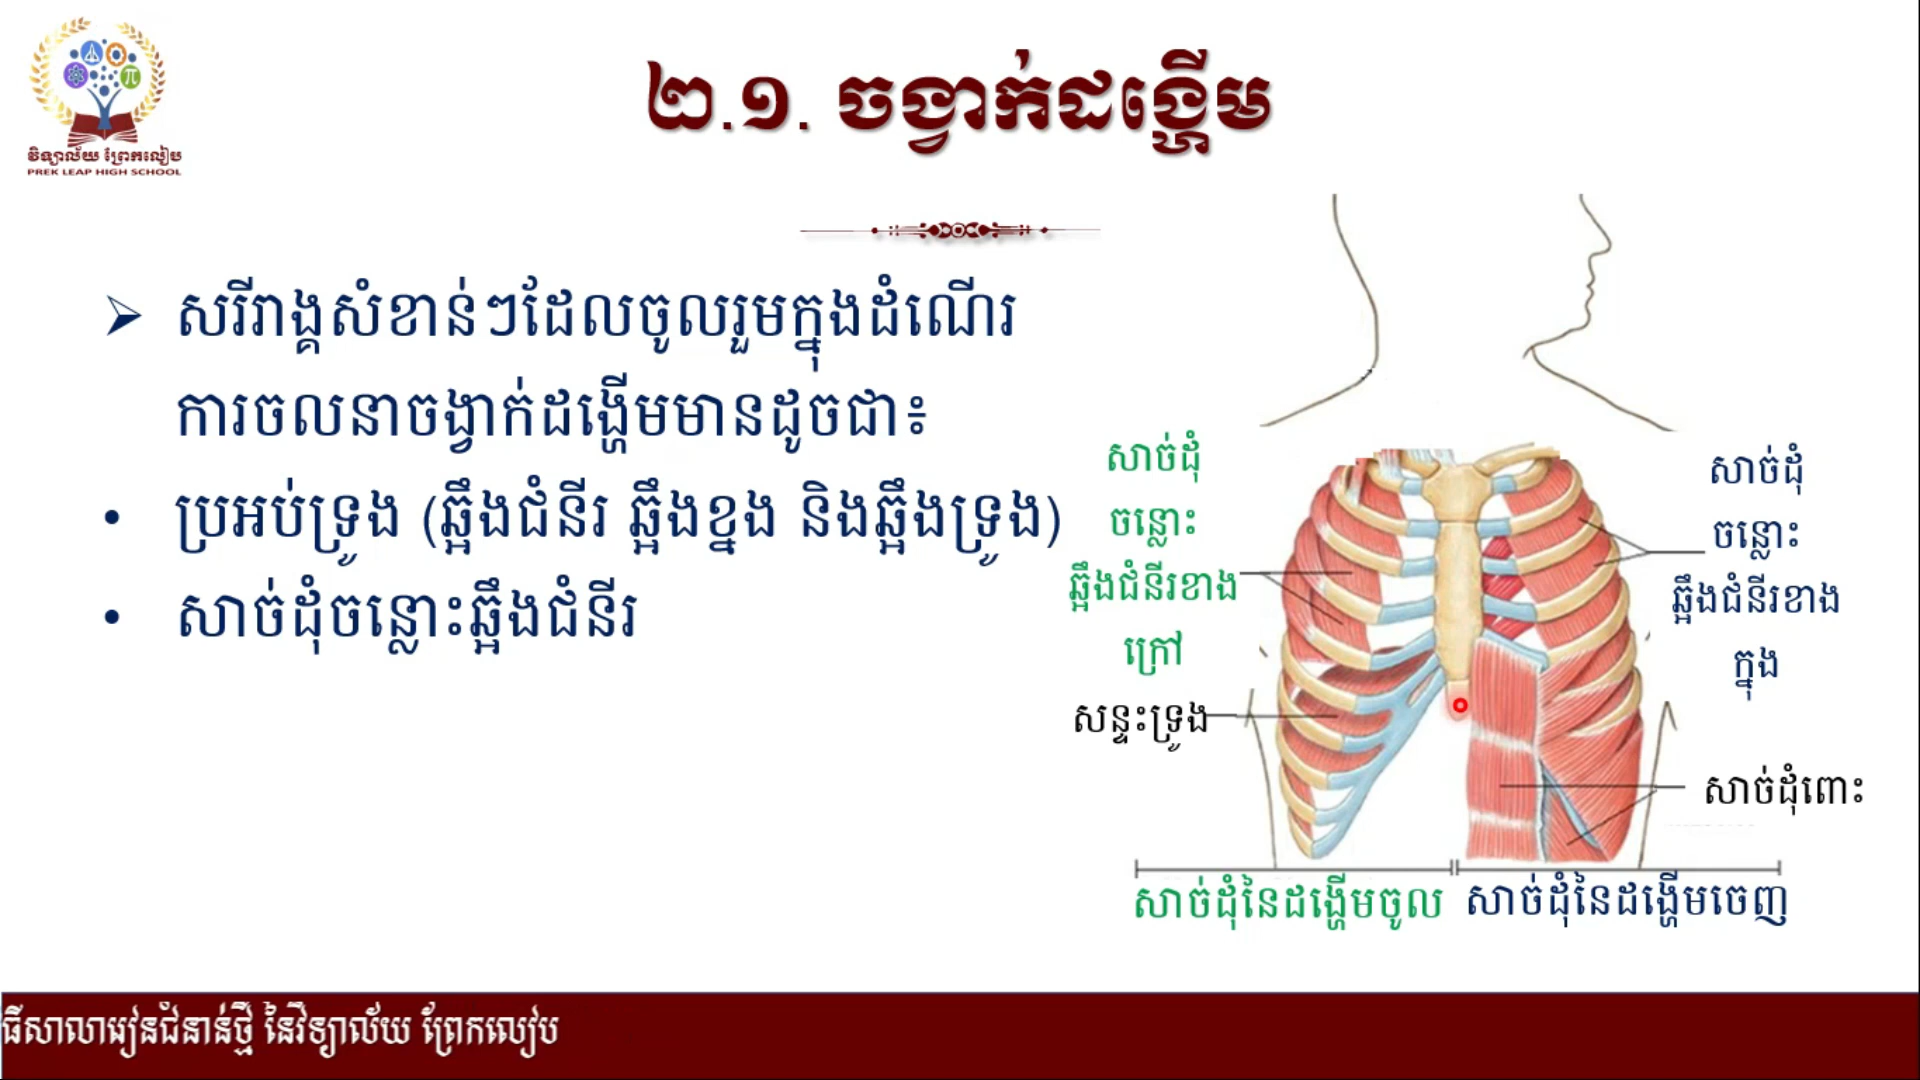 វិទ្យាល័យ ព្រែកលៀប
PREK LEAP HIGH SCHOOL
២.១. ចង្វាក់ដង្ហើម
➢ សរីរាង្គសំខាន់ៗដែលចូលរួមក្នុងដំណើរ
ការចលនាចង្វាក់ដង្ហើមមានដូចជា៖
• ប្រអប់ទ្រូង (ឆ្អឹងជំនីរ ឆ្អឹងខ្នង និងឆ្អឹងទ្រូង)
• សាច់ដុំចន្លោះឆ្អឹងជំនីរ
សាច់ដុំ
ចន្លោះ
ឆ្អឹងជំនីរខាង
ក្រៅ
សន្ទះទ្រូង
សាច់ដុំ
ចន្លោះ
ឆ្អឹងជំនីរខាង
ក្នុង
សាច់ដុំពោះ
សាច់ដុំនៃដង្ហើមចូល
សាច់ដុំនៃដង្ហើមចេញ
ធីសាលារៀនជំនាន់ថ្មី នៃវិទ្យាល័យ ព្រែកលៀប